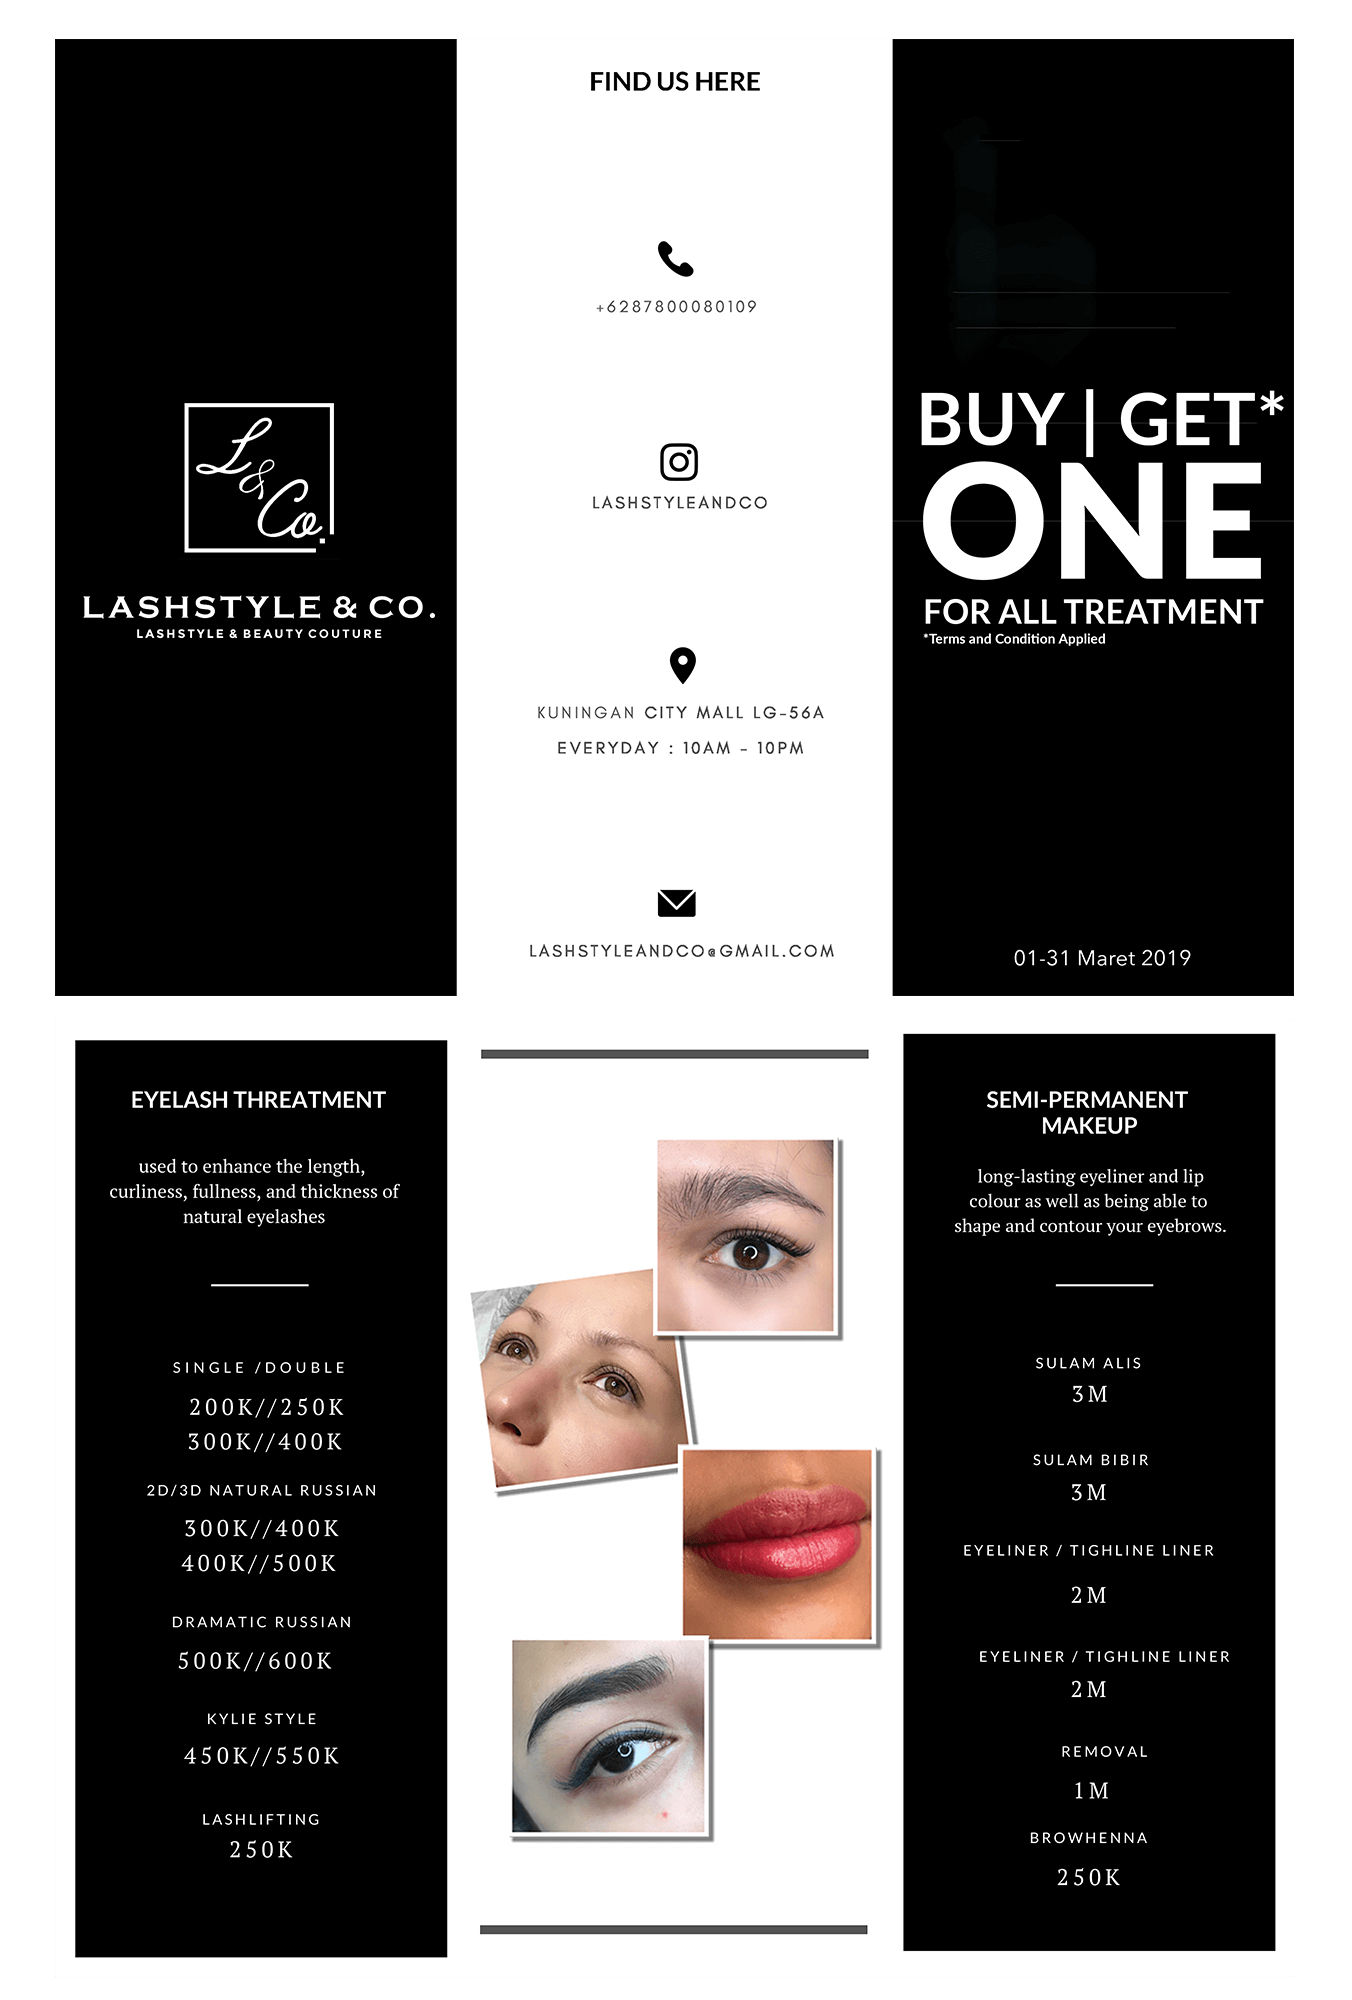 L
&
Co.
LASHSTYLE & CO.
LASHSTYLE & BEAUTY COUTURE
FIND US HERE
+6287800080109
LASHSTYLEANDCO
KUNINGAN CITY MALL LG-56A
EVERYDAY : 10AM - 10PM
LASHSTYLEANDCO@GMAIL.COM
BUY | GET*
ONE
FOR ALL TREATMENT
*Terms and Condition Applied
01-31 Maret 2019
EYELASH THREATMENT
used to enhance the length,
curliness, fullness, and thickness of
natural eyelashes
SINGLE /DOUBLE
200K//250K
300K//400K
2D/3D NATURAL RUSSIAN
300K//400K
400K//500K
DRAMATIC RUSSIAN
500K//600K
KYLIE STYLE
450K//550K
LASHLIFTING
250K
SEMI-PERMANENT
MAKEUP
long-lasting eyeliner and lip
colour as well as being able to
shape and contour your eyebrows.
SULAM ALIS
3M
SULAM BIBIR
3M
EYELINER / TIGHLINE LINER
2M
EYELINER / TIGHLINE LINER
2M
REMOVAL
1M
BROWHENNA
250K